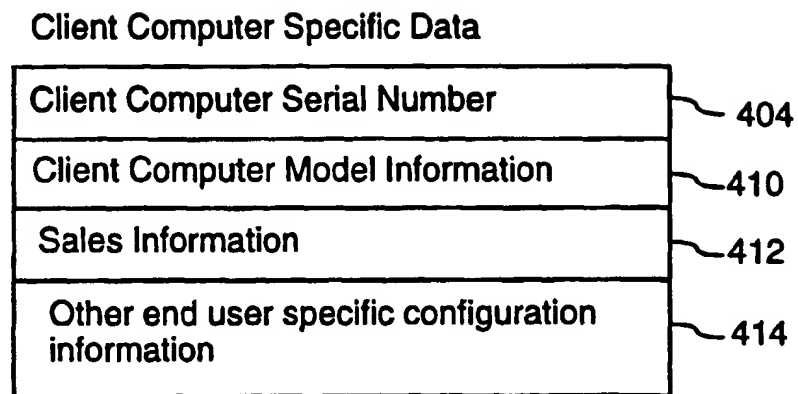 Client Computer Specific Data
Client Computer Serial Number
404
Client Computer Model Information
410
Sales Information
412
Other end user specific configuration
information
414